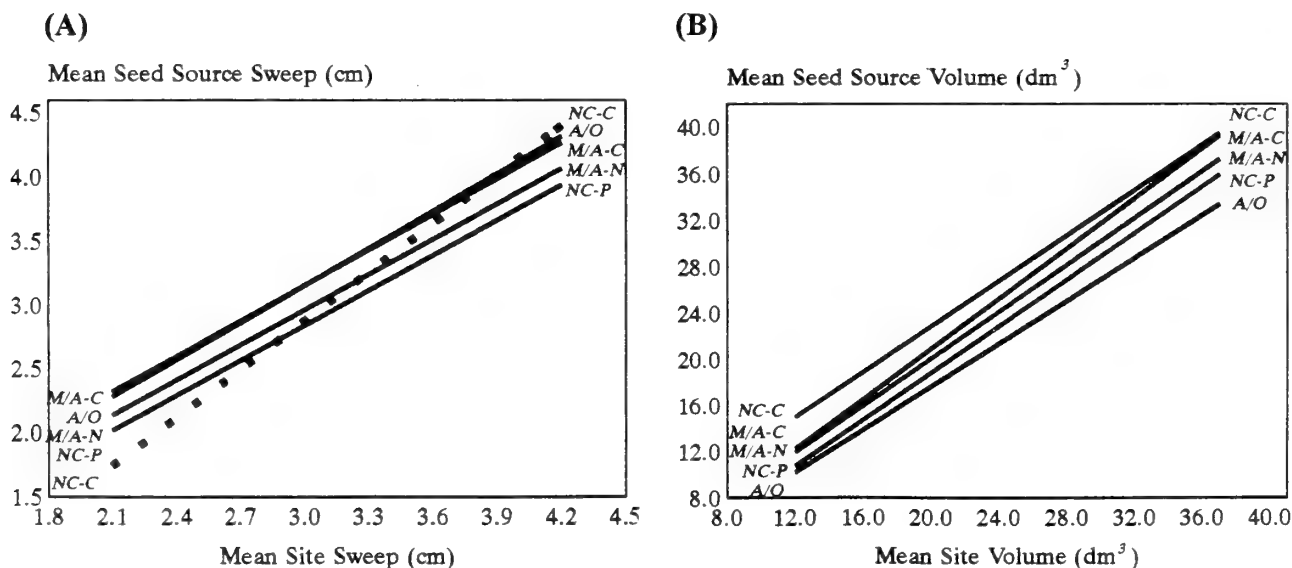 (A)
Mean Seed Source Sweep (cm)
4.5
4.0
3.5
3.0
2.5
2.0
1.5
NC-C
A/O
M/A-C
M/A-N
NC-P
M/A-C
A/O
M/A-N
NC-P
NC-C
1.8 2.1 2.4 2.7 3.0 3.3 3.6 3.9 4.2 4.5
Mean Site Sweep (cm)
(B)
Mean Seed Source Volume (dm³)
40.0
36.0
32.0
28.0
24.0
20.0
16.0
12.0
8.0
NC-C
M/A-C
M/A-N
NC-P
A/O
NC-C
M/A-C
M/A-N
NC-P
A/O
8.0 12.0 16.0 20.0 24.0 28.0 32.0 36.0 40.0
Mean Site Volume (dm³)